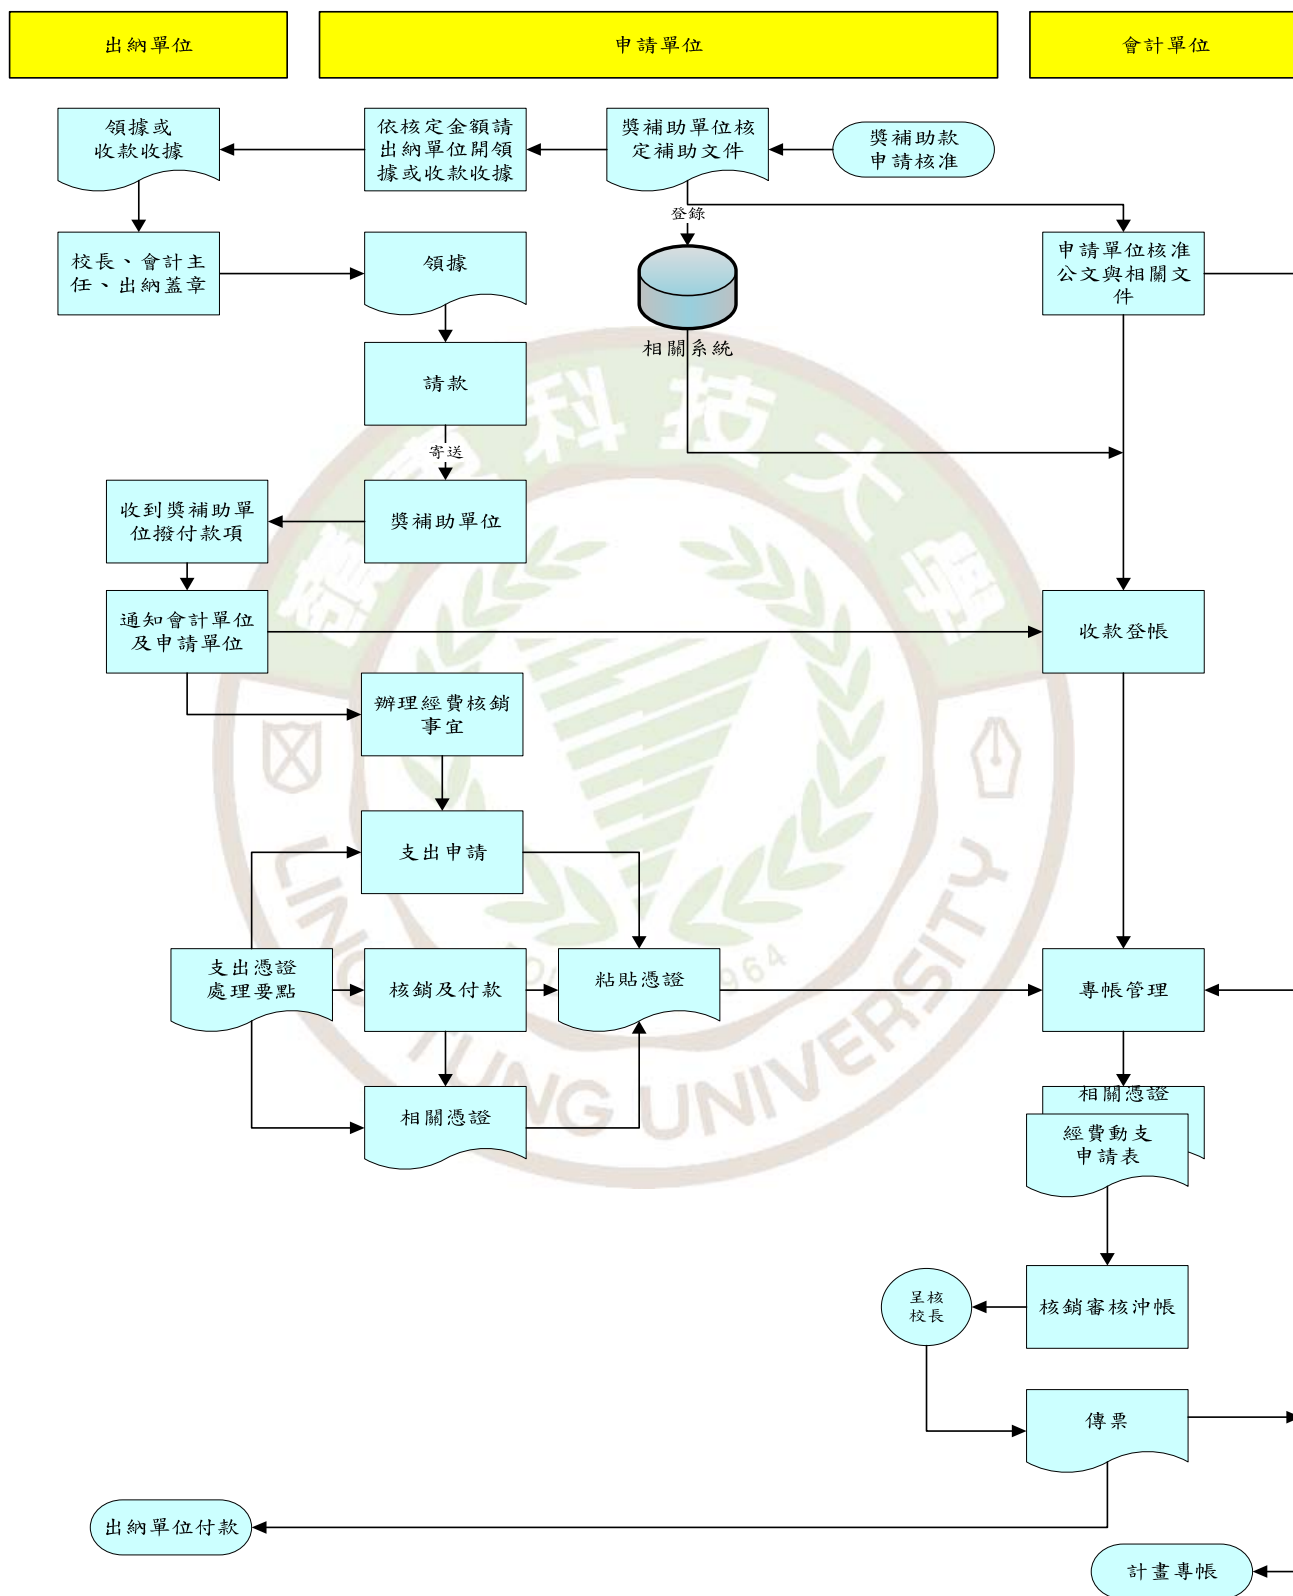 出納單位
申請單位
會計單位
領據或
收款收據
依核定金額請
出納單位開領
據或收款收據
獎補助單位核
定補助文件
獎補助款
申請核准
登錄
校長、會計主
任、出納蓋章
領據
相關系統
申請單位核准
公文與相關文
件
請款
寄送
收到獎補助單
位撥付款項
獎補助單位
通知會計單位
及申請單位
收款登帳
辦理經費核銷
事宜
支出申請
支出憑證
處理要點
核銷及付款
粘貼憑證
專帳管理
相關憑證
相關憑證
經費動支
申請表
呈核
校長
核銷審核沖帳
傳票
出納單位付款
計畫專帳
科技大學
LING TUNG UNIVERSITY